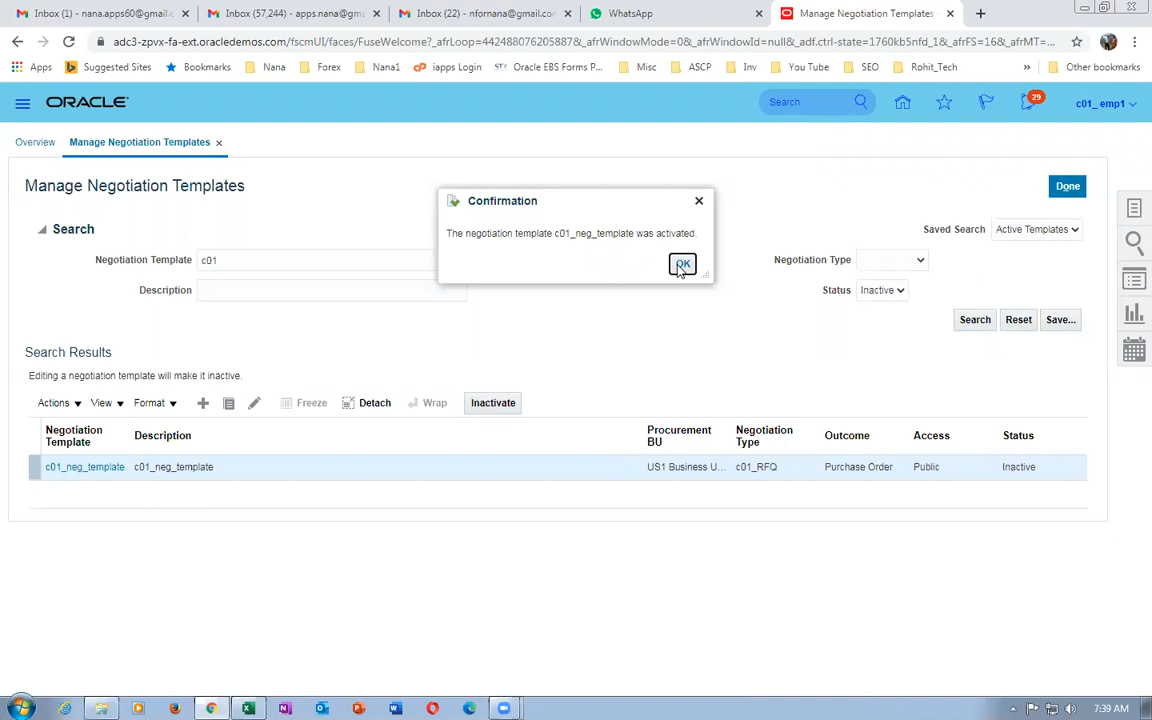 Inbox (1) - nana.apps60@gmail.c
Inbox (57,244) - apps.nana@gma
Inbox (22) - nfornana@gmail.co
WhatsApp
Manage Negotiation Templates
adc3-zpvx-fa-ext.oracledemos.com/fscmUI/faces/FuseWelcome?_afrLoop=442488076205887&_afrWindowMode=0&_afrWindowId=null&_adf.ctrl-state=1760kb5nfd_1&_afrFS=16&_afrMT=...
Apps Suggested Sites Bookmarks Nana Forex Nana1 iapps Login Oracle EBS Forms P... Misc ASCP Inv You Tube SEO Rohit_Tech » Other bookmarks
ORACLE
Search
29
c01_ emp1
Overview Manage Negotiation Templates
Manage Negotiation Templates
Done
Confirmation
The negotiation template c01_neg_template was activated.
OK
Search
Saved Search Active Templates
Negotiation Template c01
Negotiation Type
Description
Status Inactive
Search Reset Save...
Search Results
Editing a negotiation template will make it inactive.
Actions View Format Freeze Detach Wrap Inactivate
Negotiation Template Description Procurement BU Negotiation Type Outcome Access Status
c01_neg_template c01_neg_template US1 Business U... c01_RFQ Purchase Order Public Inactive
7:39 AM